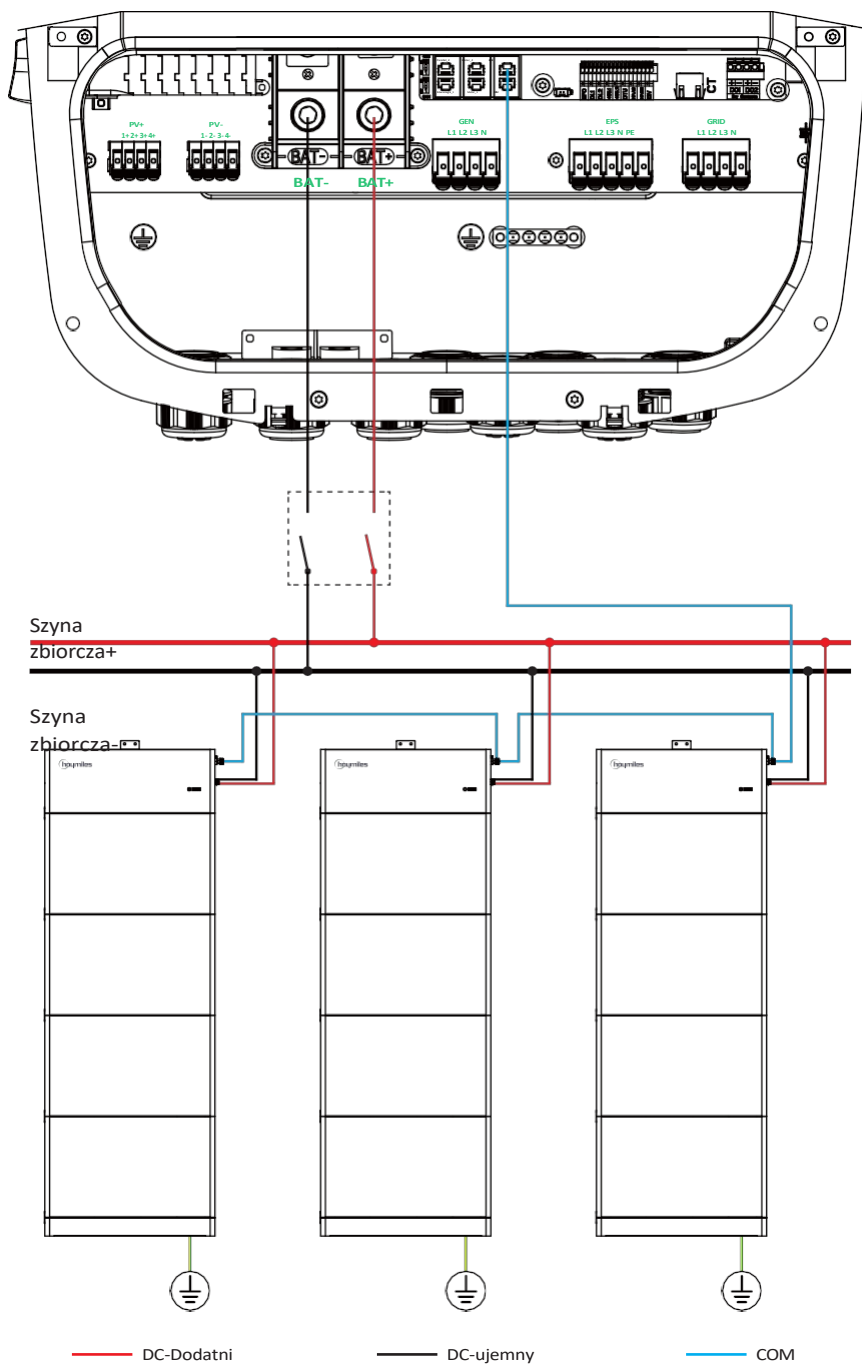 CT
PV+
1+ 2+ 3+ 4+
PV-
1- 2- 3- 4-
GEN
L1 L2 L3 N
EPS
L1 L2 L3 N PE
GRID
L1 L2 L3 N
BAT-
BAT+
BAT-
BAT+
Szyna
zbiorcza+
Szyna
zbiorcza-
hoymiles
hoymiles
hoymiles
DC-Dodatni
DC-ujemny
COM